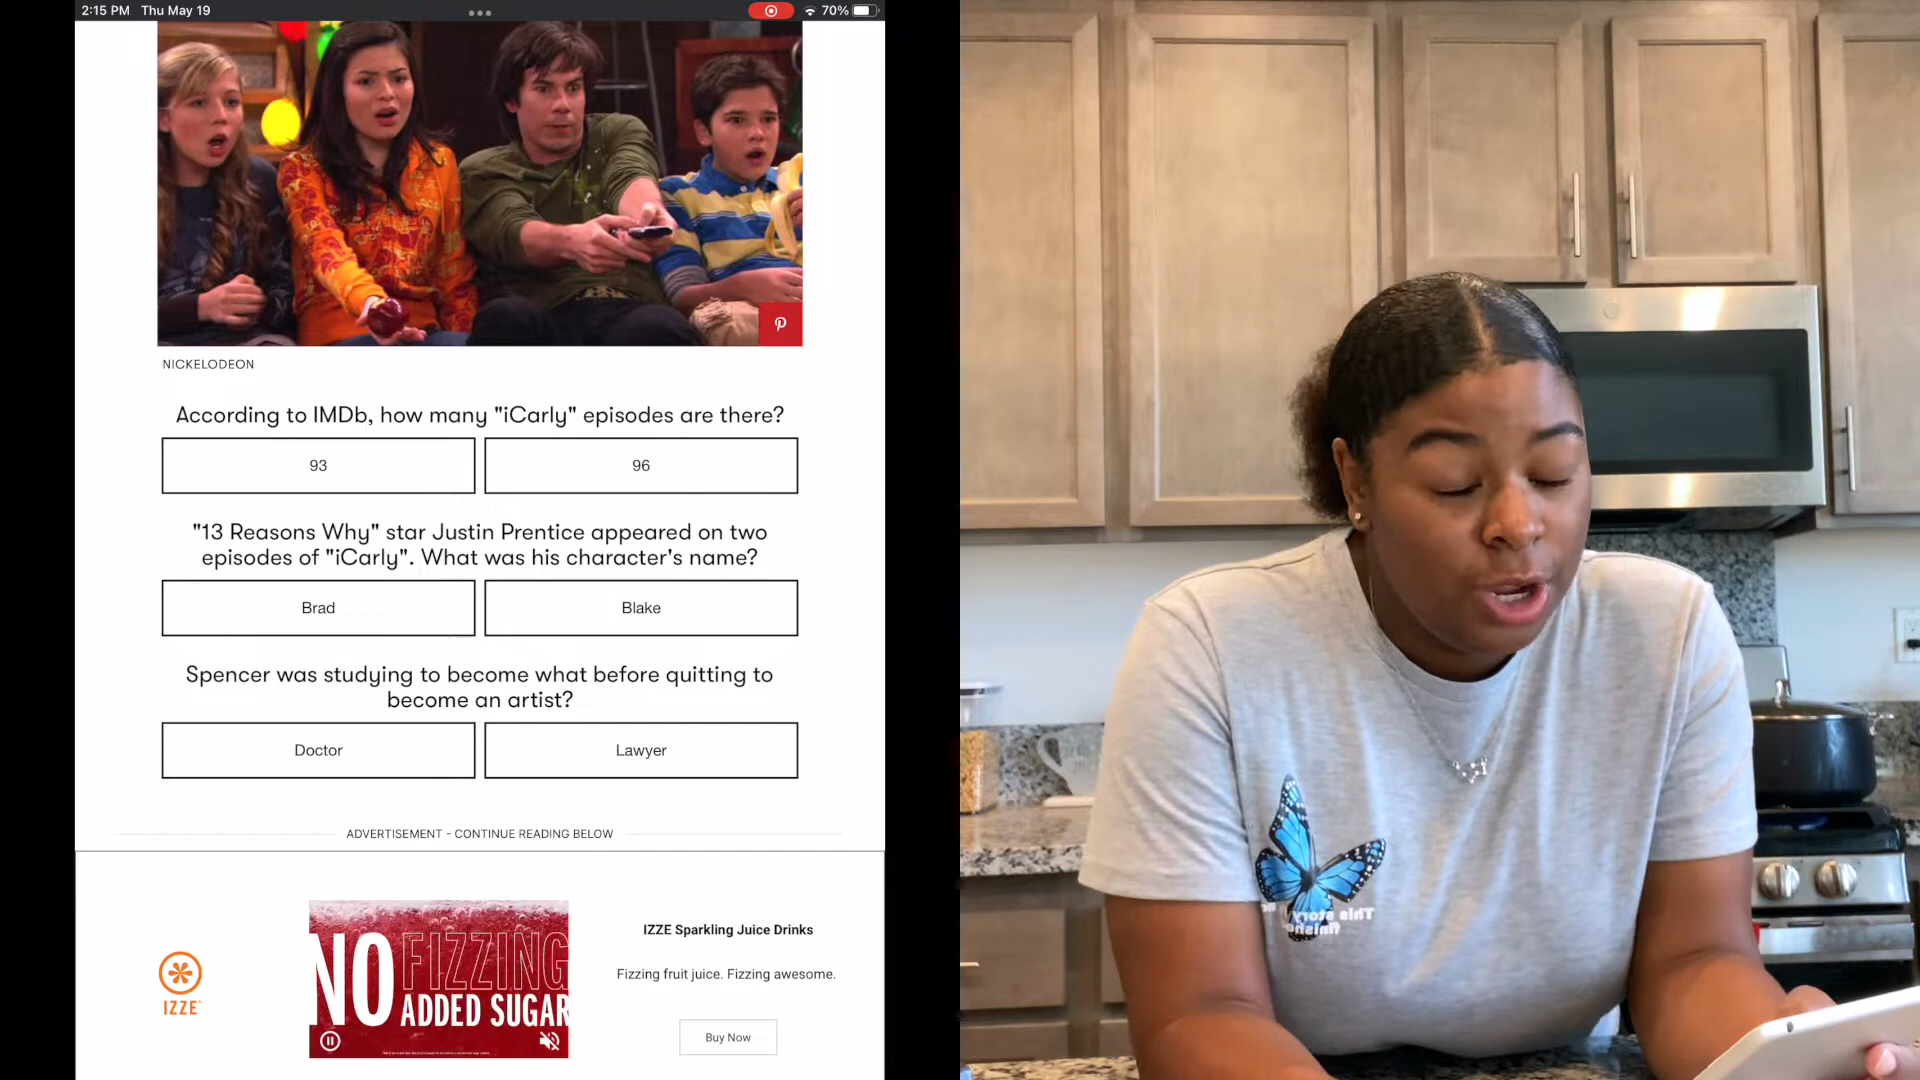 2:15 PM Thu May 19
70%
NICKELODEON
According to IMDb, how many "iCarly" episodes are there?
93
96
"13 Reasons Why" star Justin Prentice appeared on two
episodes of "iCarly". What was his character's name?
Brad
Blake
Spencer was studying to become what before quitting to
become an artist?
Doctor
Lawyer
ADVERTISEMENT - CONTINUE READING BELOW
IZZE
NO FIZZING
ADDED SUGAR
IZZE Sparkling Juice Drinks
Fizzing fruit juice. Fizzing awesome.
Buy Now
This story